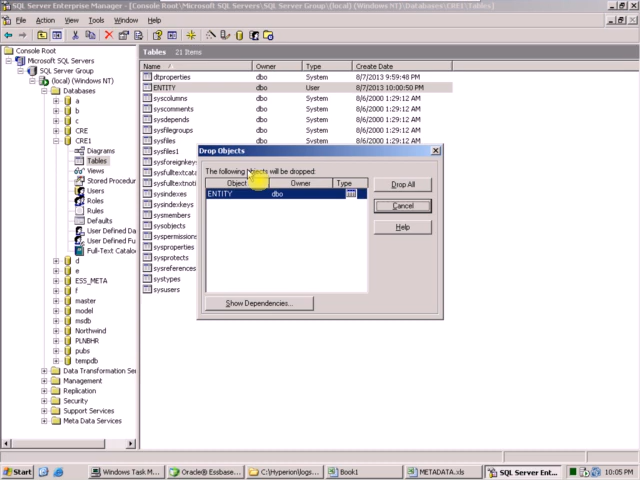 SQL Server Enterprise Manager - [Console Root\Microsoft SQL Servers\SQL Server Group\(local) (Windows NT)\Databases\CRE1\Tables]
File Action View Tools Window Help
Console Root
Microsoft SQL Servers
SQL Server Group
(local) (Windows NT)
Databases
a
b
c
CRE
CRE1
Diagrams
Tables
Views
Stored Procedur
Users
Roles
Rules
Defaults
User Defined Da
User Defined Fu
Full-Text Catalo
d
e
ESS_META
f
master
model
msdb
Northwind
PLNBHR
pubs
tempdb
Data Transformation Ser
Management
Replication
Security
Support Services
Meta Data Services
Tables 21 Items
Name Owner Type Create Date
dtproperties dbo System 8/7/2013 9:59:48 PM
ENTITY dbo User 8/7/2013 10:00:50 PM
syscolumns dbo System 8/6/2000 1:29:12 AM
syscomments dbo System 8/6/2000 1:29:12 AM
sysdepends dbo System 8/6/2000 1:29:12 AM
sysfilegroups dbo System 8/6/2000 1:29:12 AM
sysfiles dbo System 8/6/2000 1:29:12 AM
sysfiles1
sysforeignkey
sysfulltextcata
sysfulltextnoti
sysindexes
sysindexkeys
sysmembers
sysobjects
syspermissions
sysproperties
sysprotects
sysreferences
systypes
sysusers
Drop Objects
The following objects will be dropped:
Object Owner Type
ENTITY dbo
Drop All
Cancel
Help
Show Dependencies...
Start
Windows Task M...
Oracle® Essbase...
C:\Hyperion\logs...
Book1
METADATA.xls
SQL Server Ent...
10:05 PM